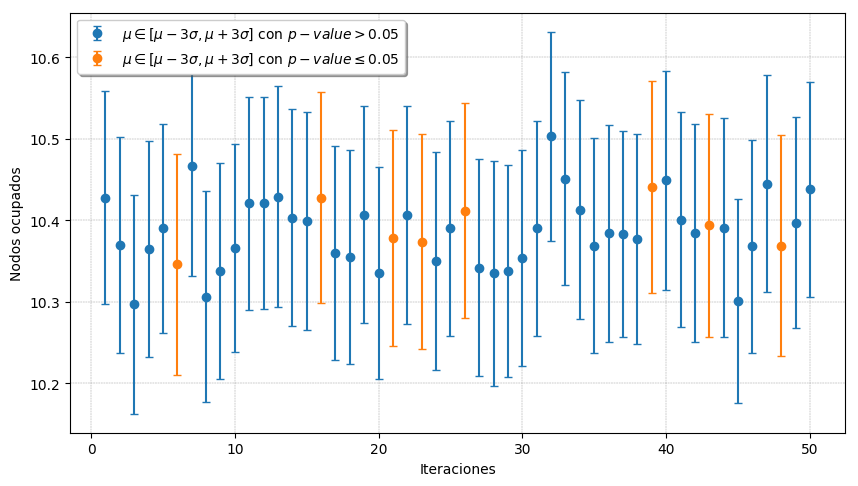 μ ∈ [μ − 3σ, μ + 3σ] con p − value > 0.05
μ ∈ [μ − 3σ, μ + 3σ] con p − value ≤ 0.05
10.6
10.5
10.4
10.3
10.2
Nodos ocupados
0 10 20 30 40 50
Iteraciones